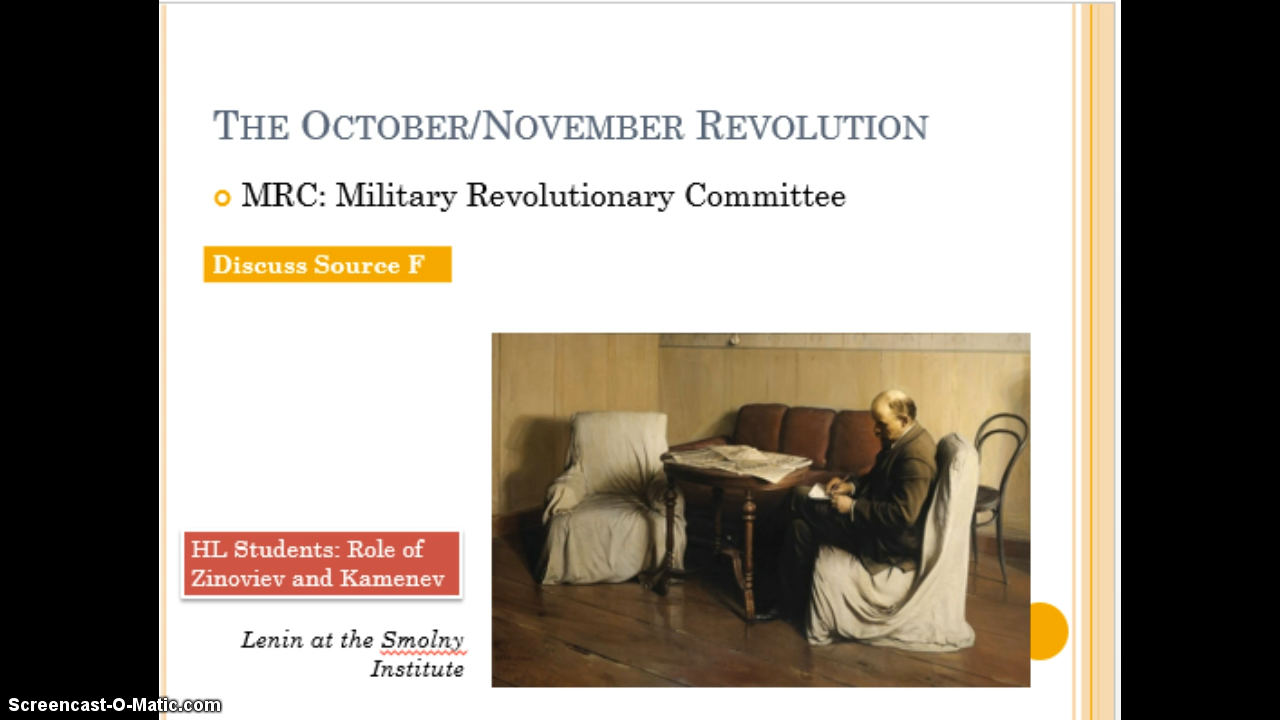 The October/November Revolution
MRC: Military Revolutionary Committee
Discuss Source F
HL Students: Role of
Zinoviev and Kamenev
Lenin at the Smolny
Institute
Screencast-O-Matic.com